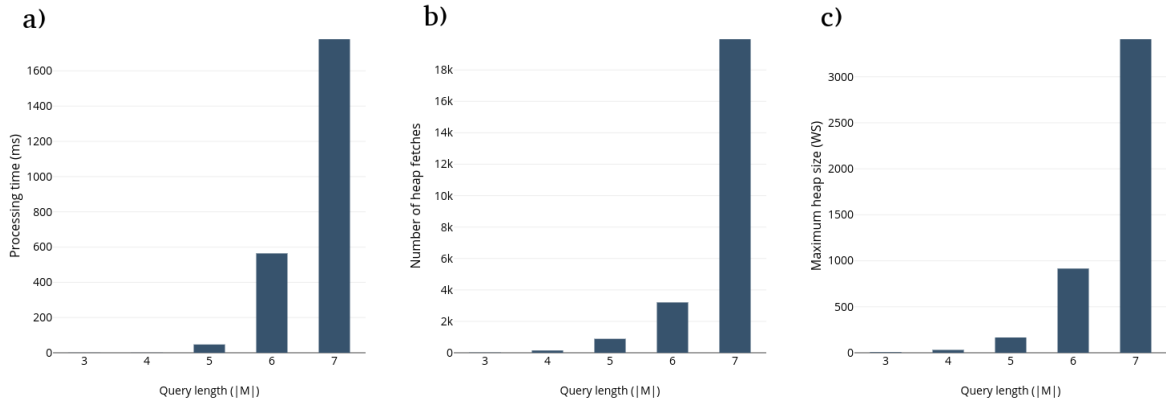 a)
Processing time (ms)
1600
1400
1200
1000
800
600
400
200
0
3 4 5 6 7
Query length (|M|)
b)
Number of heap fetches
18k
16k
14k
12k
10k
8k
6k
4k
2k
0
3 4 5 6 7
Query length (|M|)
c)
Maximum heap size (WS)
3000
2500
2000
1500
1000
500
0
3 4 5 6 7
Query length (|M|)